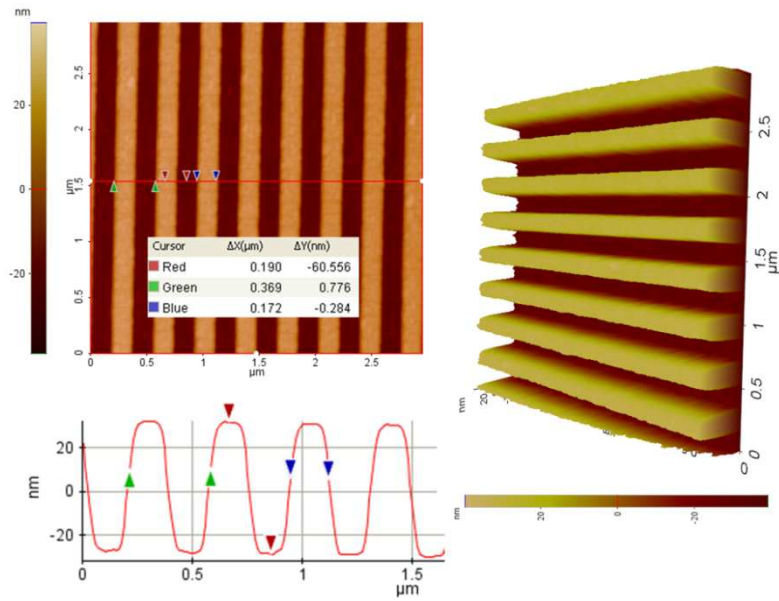 nm
20
0
-20
2.5
2
μm
1.5
1
0.5
0
0 0.5 1 1.5 2 2.5
μm
Cursor ΔX(μm) ΔY(nm)
Red 0.190 -60.556
Green 0.369 0.776
Blue 0.172 -0.284
20
nm
0
-20
0 0.5 1 1.5
μm
2.5
2
μm
1.5
1
0.5
0
nm
20
nm 20 0 -20